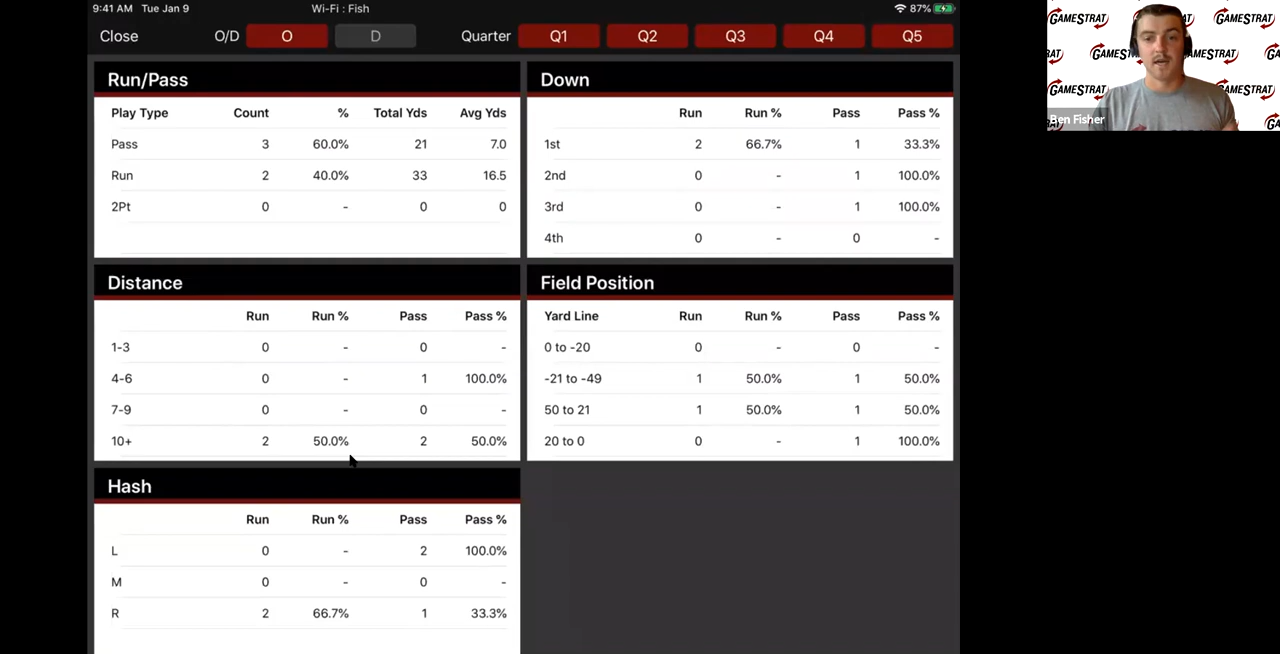 9:41 AM Tue Jan 9 Wi-Fi : Fish 87%
Close O/D O D Quarter Q1 Q2 Q3 Q4 Q5
Run/Pass
Play Type Count % Total Yds Avg Yds
Pass 3 60.0% 21 7.0
Run 2 40.0% 33 16.5
2Pt 0 - 0 0
Down
Run Run % Pass Pass %
1st 2 66.7% 1 33.3%
2nd 0 - 1 100.0%
3rd 0 - 1 100.0%
4th 0 - 0 -
Distance
Run Run % Pass Pass %
1-3 0 - 0 -
4-6 0 - 1 100.0%
7-9 0 - 0 -
10+ 2 50.0% 2 50.0%
Field Position
Yard Line Run Run % Pass Pass %
0 to -20 0 - 0 -
-21 to -49 1 50.0% 1 50.0%
50 to 21 1 50.0% 1 50.0%
20 to 0 0 - 1 100.0%
Hash
Run Run % Pass Pass %
L 0 - 2 100.0%
M 0 - 0 -
R 2 66.7% 1 33.3%
GAMESTRAT GAMESTRAT
GAMESTRAT
Ben Fisher